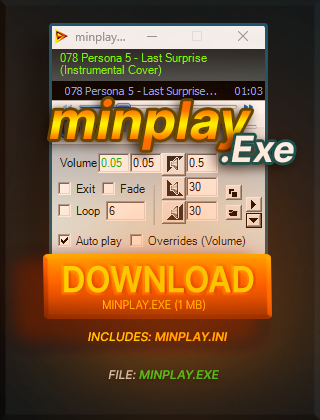 minplay...
078 Persona 5 - Last Surprise
(Instrumental Cover)
078 Persona 5 - Last Surprise... 01:03
minplay
.Exe
Volume 0.05 0.05 0.5
Exit Fade 30
Loop 6 30
Auto play Overrides (Volume)
DOWNLOAD
MINPLAY.EXE (1 MB)
INCLUDES: MINPLAY.INI
FILE: MINPLAY.EXE